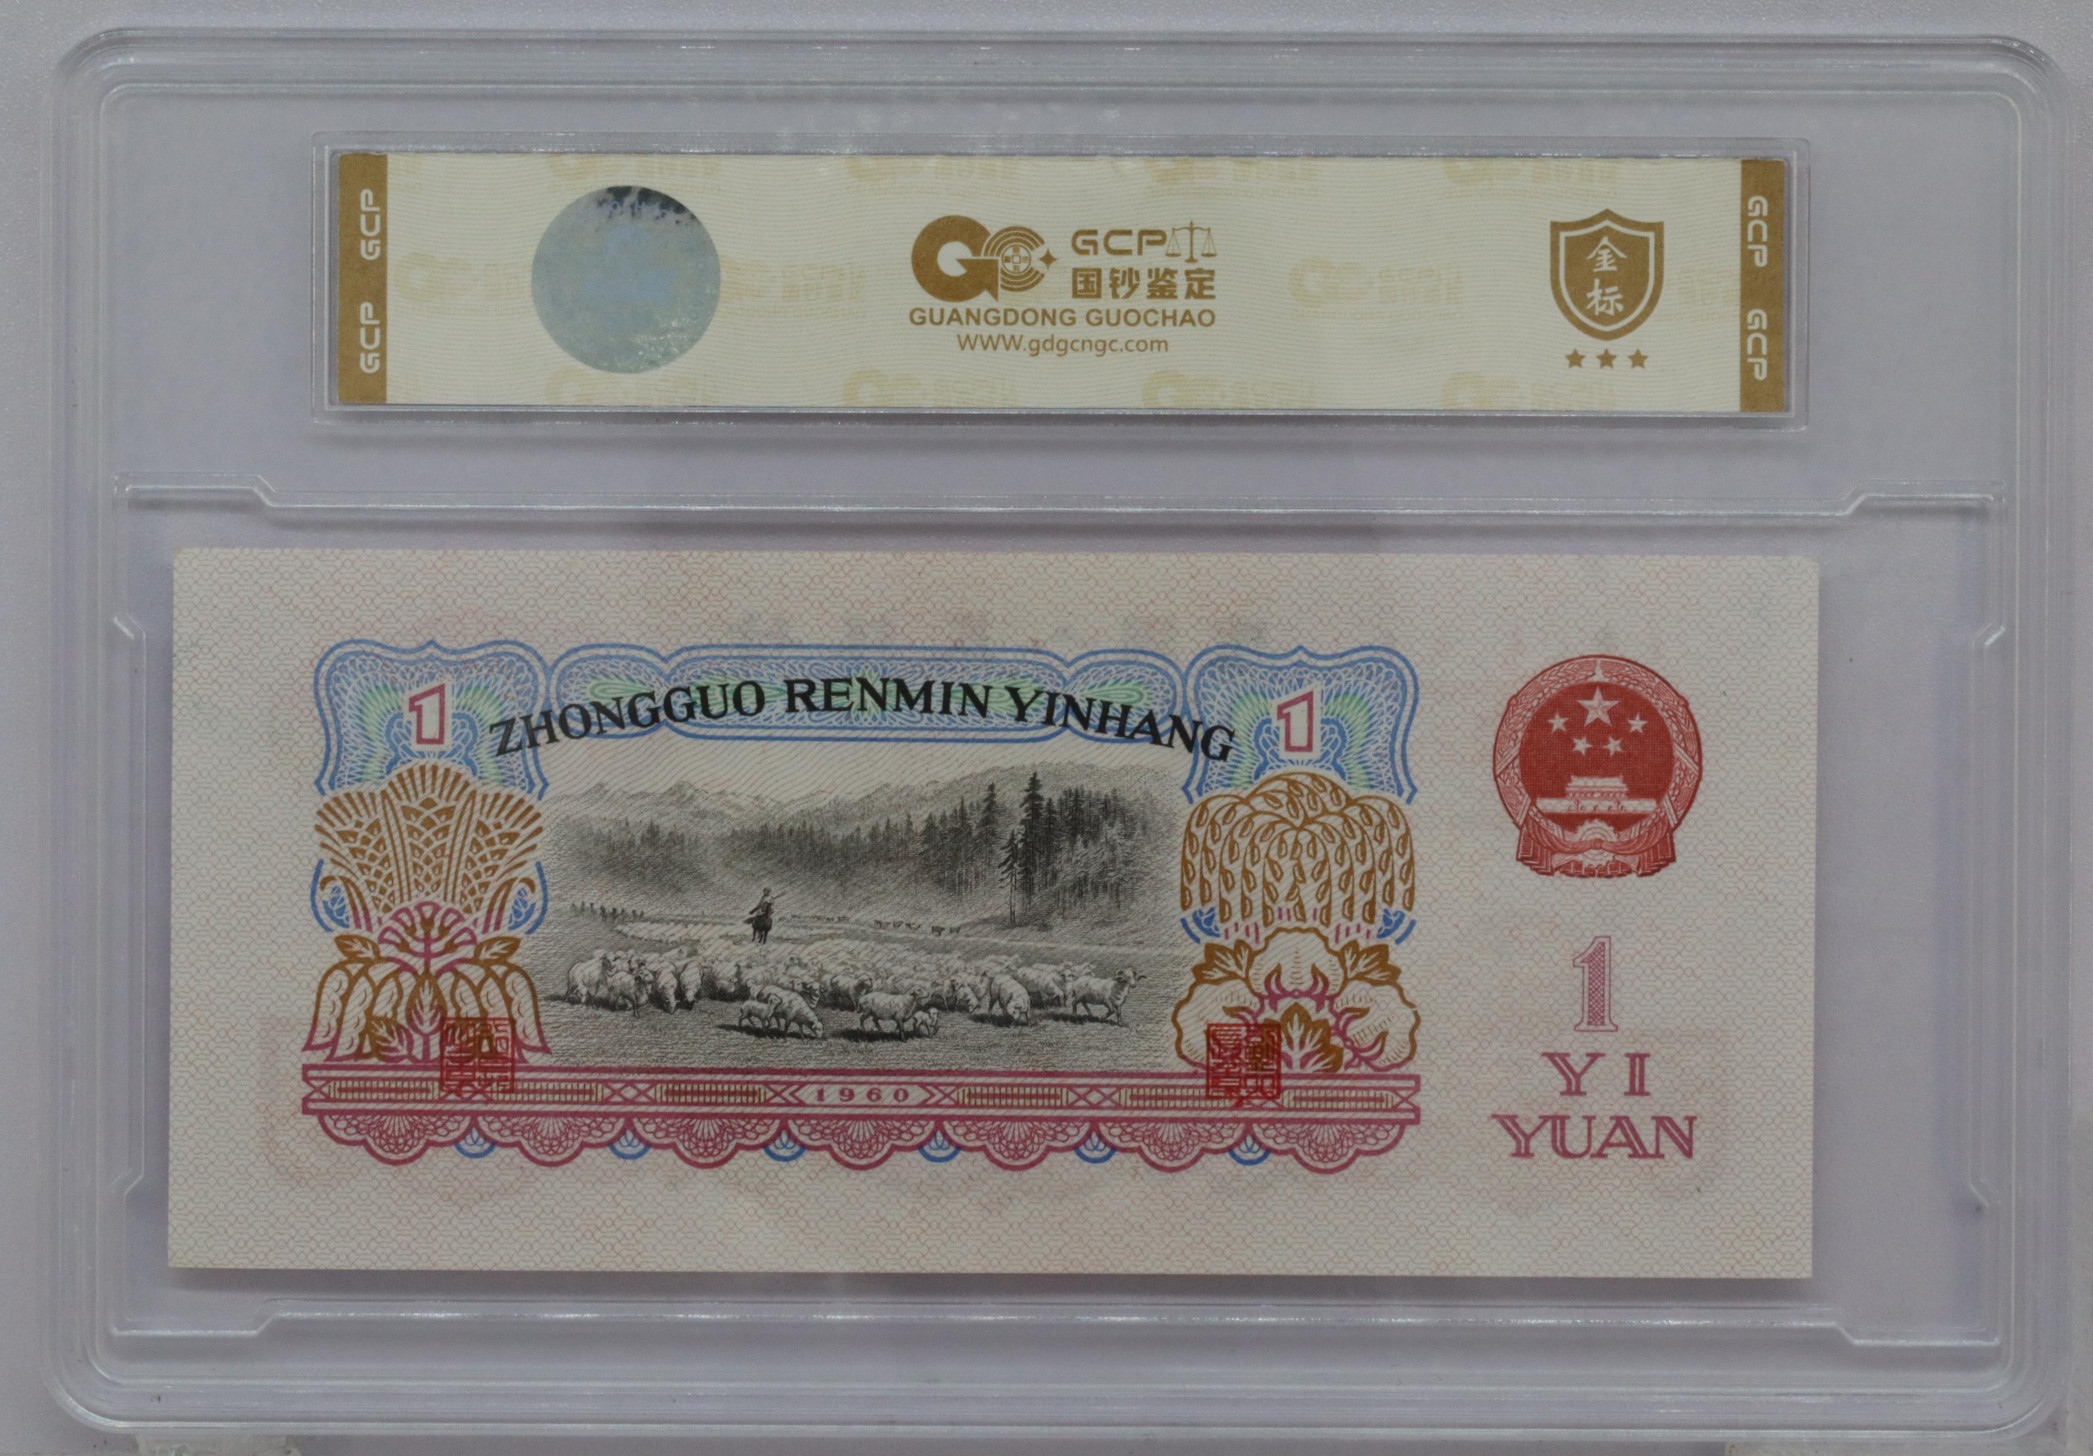 GCP
GCP
GCP
国钞鉴定
GUANGDONG GUOCHAO
WWW.gdgcngc.com
金
标
GCP
GCP
1
ZHONGGUO RENMIN YINHANG
1
1960
1
YI
YUAN